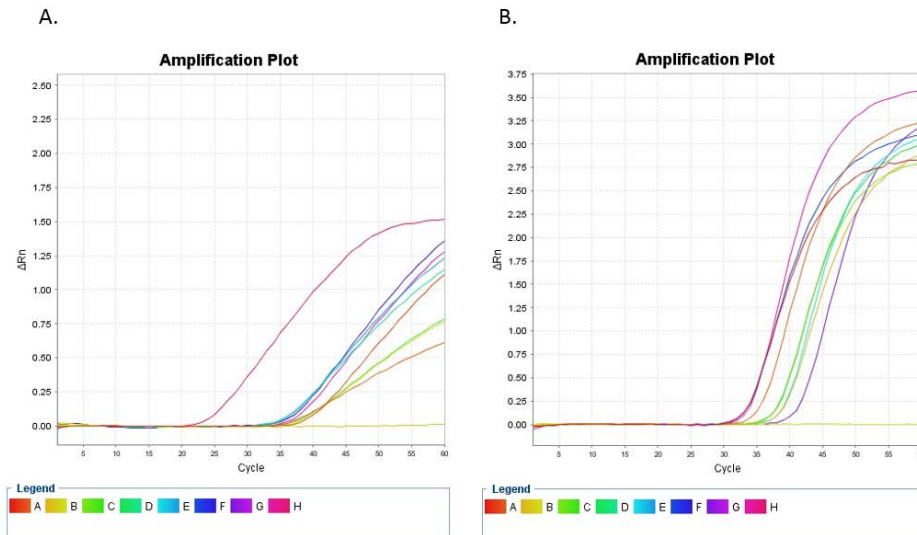 A.
Amplification Plot
2.50
2.25
2.00
1.75
1.50
1.25
1.00
0.75
0.50
0.25
0.00
ΔRn
5 10 15 20 25 30 35 40 45 50 55 60
Cycle
Legend
A B C D E F G H
B.
Amplification Plot
3.75
3.50
3.25
3.00
2.75
2.50
2.25
2.00
1.75
1.50
1.25
1.00
0.75
0.50
0.25
0.00
ΔRn
5 10 15 20 25 30 35 40 45 50 55
Cycle
Legend
A B C D E F G H